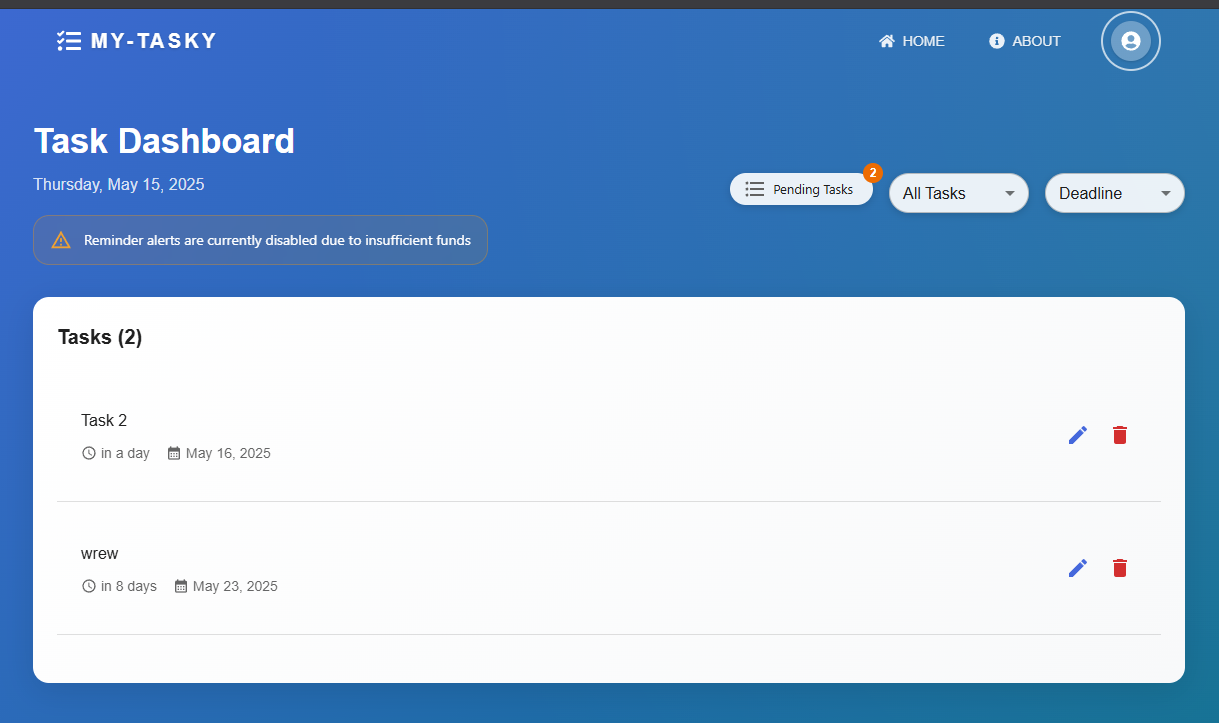 MY-TASKY
HOME
ABOUT
Task Dashboard
Thursday, May 15, 2025
Pending Tasks
2
All Tasks
Deadline
Reminder alerts are currently disabled due to insufficient funds
Tasks (2)
Task 2
in a day May 16, 2025
wrew
in 8 days May 23, 2025